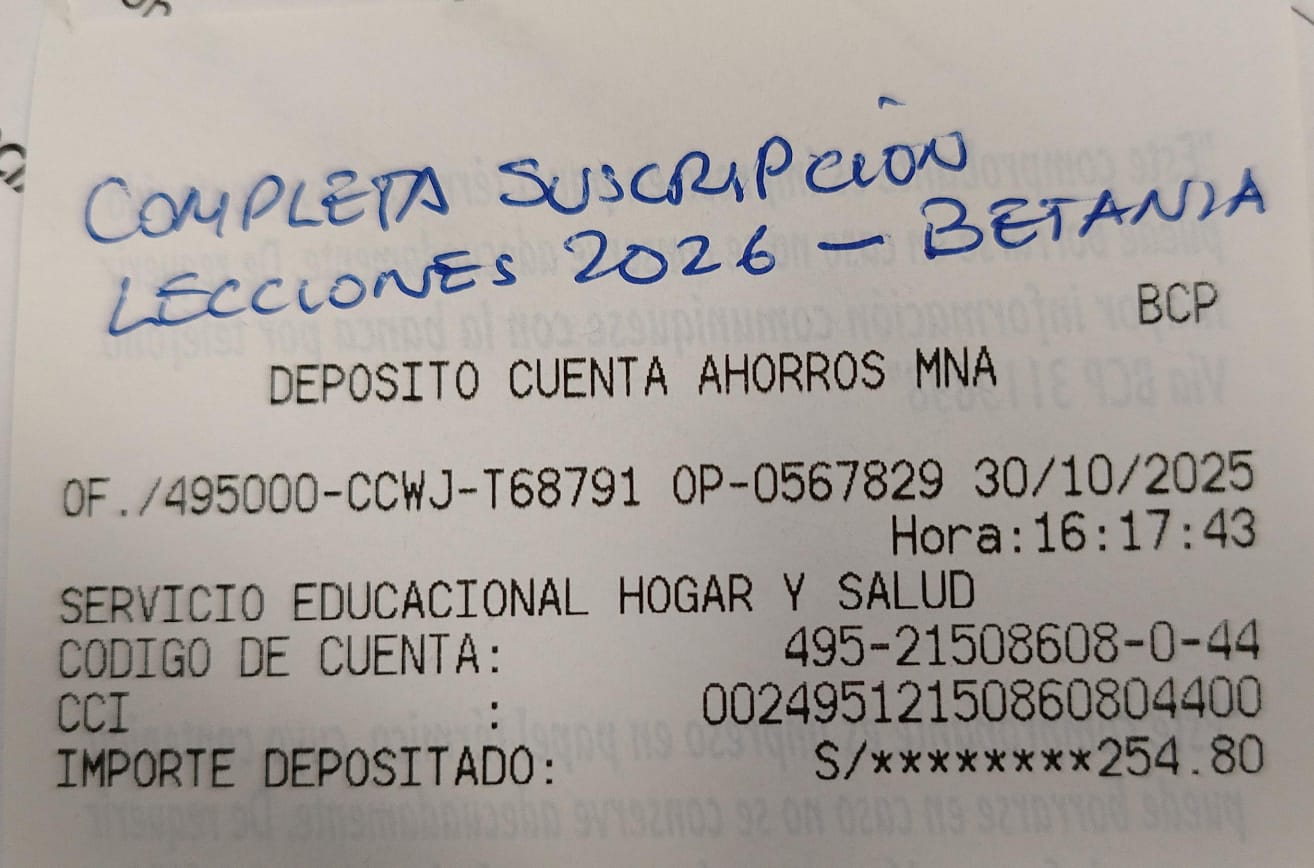 COMPLETA SUSCRIPCIÓN
LECCIONES 2026 - BETANIA
BCP
DEPOSITO CUENTA AHORROS MNA
OF./495000-CCWJ-T68791 OP-0567829 30/10/2025
Hora:16:17:43
SERVICIO EDUCACIONAL HOGAR Y SALUD
CODIGO DE CUENTA: 495-21508608-0-44
CCI : 00249512150860804400
IMPORTE DEPOSITADO: S/********254.80